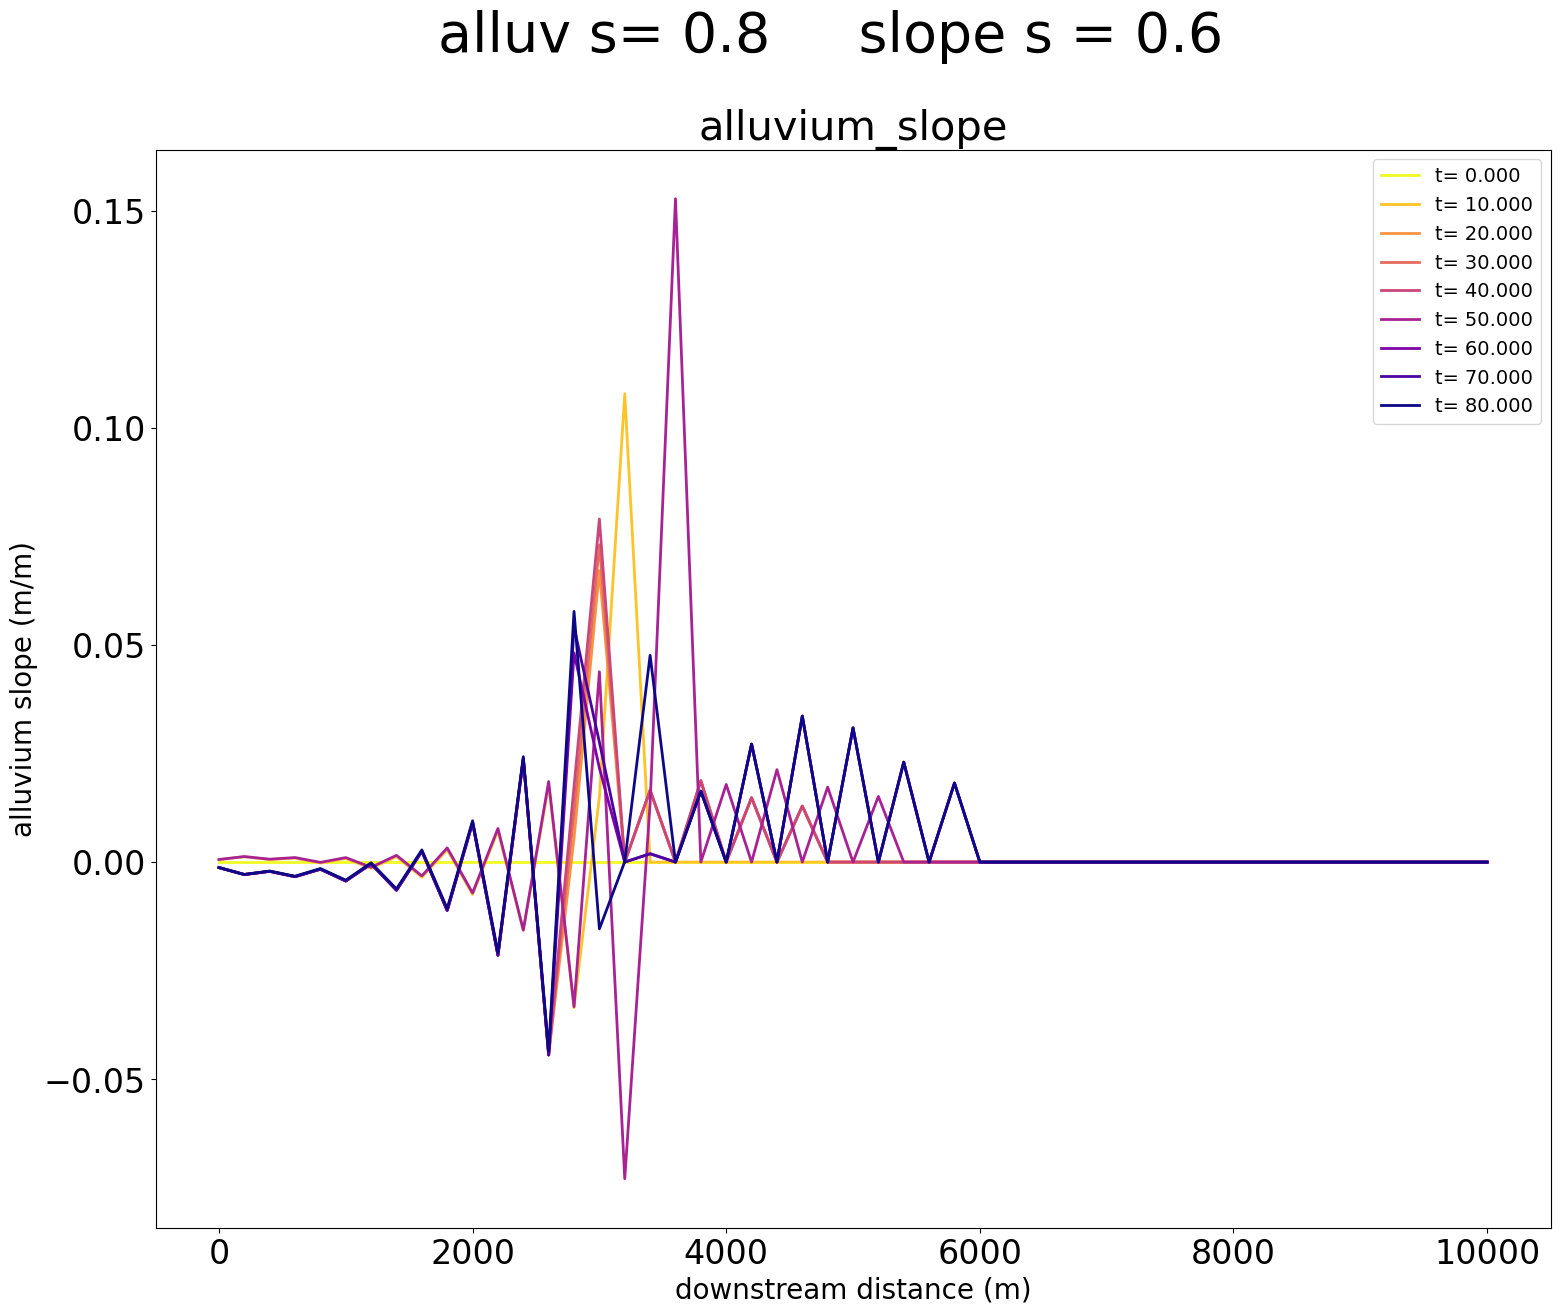 alluv s= 0.8     slope s = 0.6
alluvium_slope
t= 0.000
t= 10.000
t= 20.000
t= 30.000
t= 40.000
t= 50.000
t= 60.000
t= 70.000
t= 80.000
0.15
0.10
0.05
0.00
−0.05
alluvium slope (m/m)
0 2000 4000 6000 8000 10000
downstream distance (m)